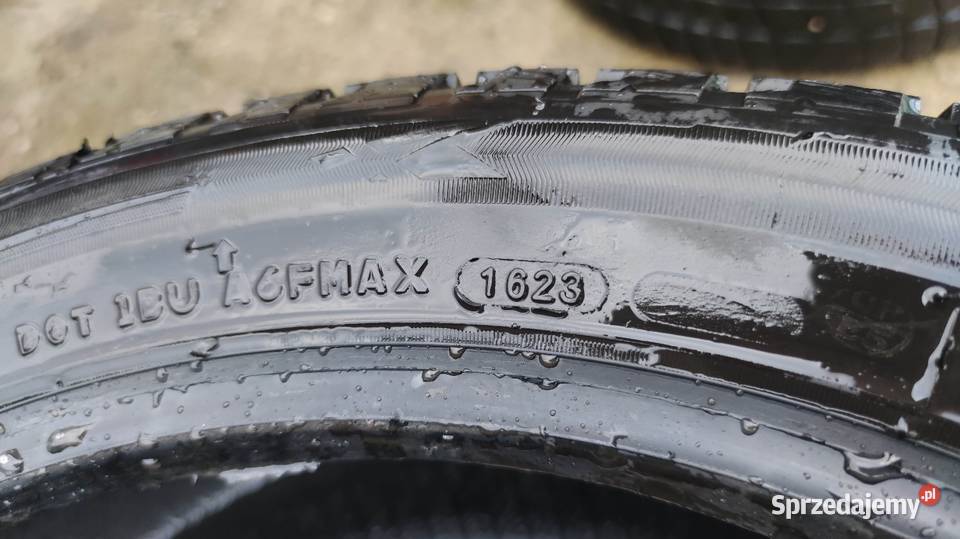 DOT 1BU A6FMAX 1623
Sprzedajemy.pl